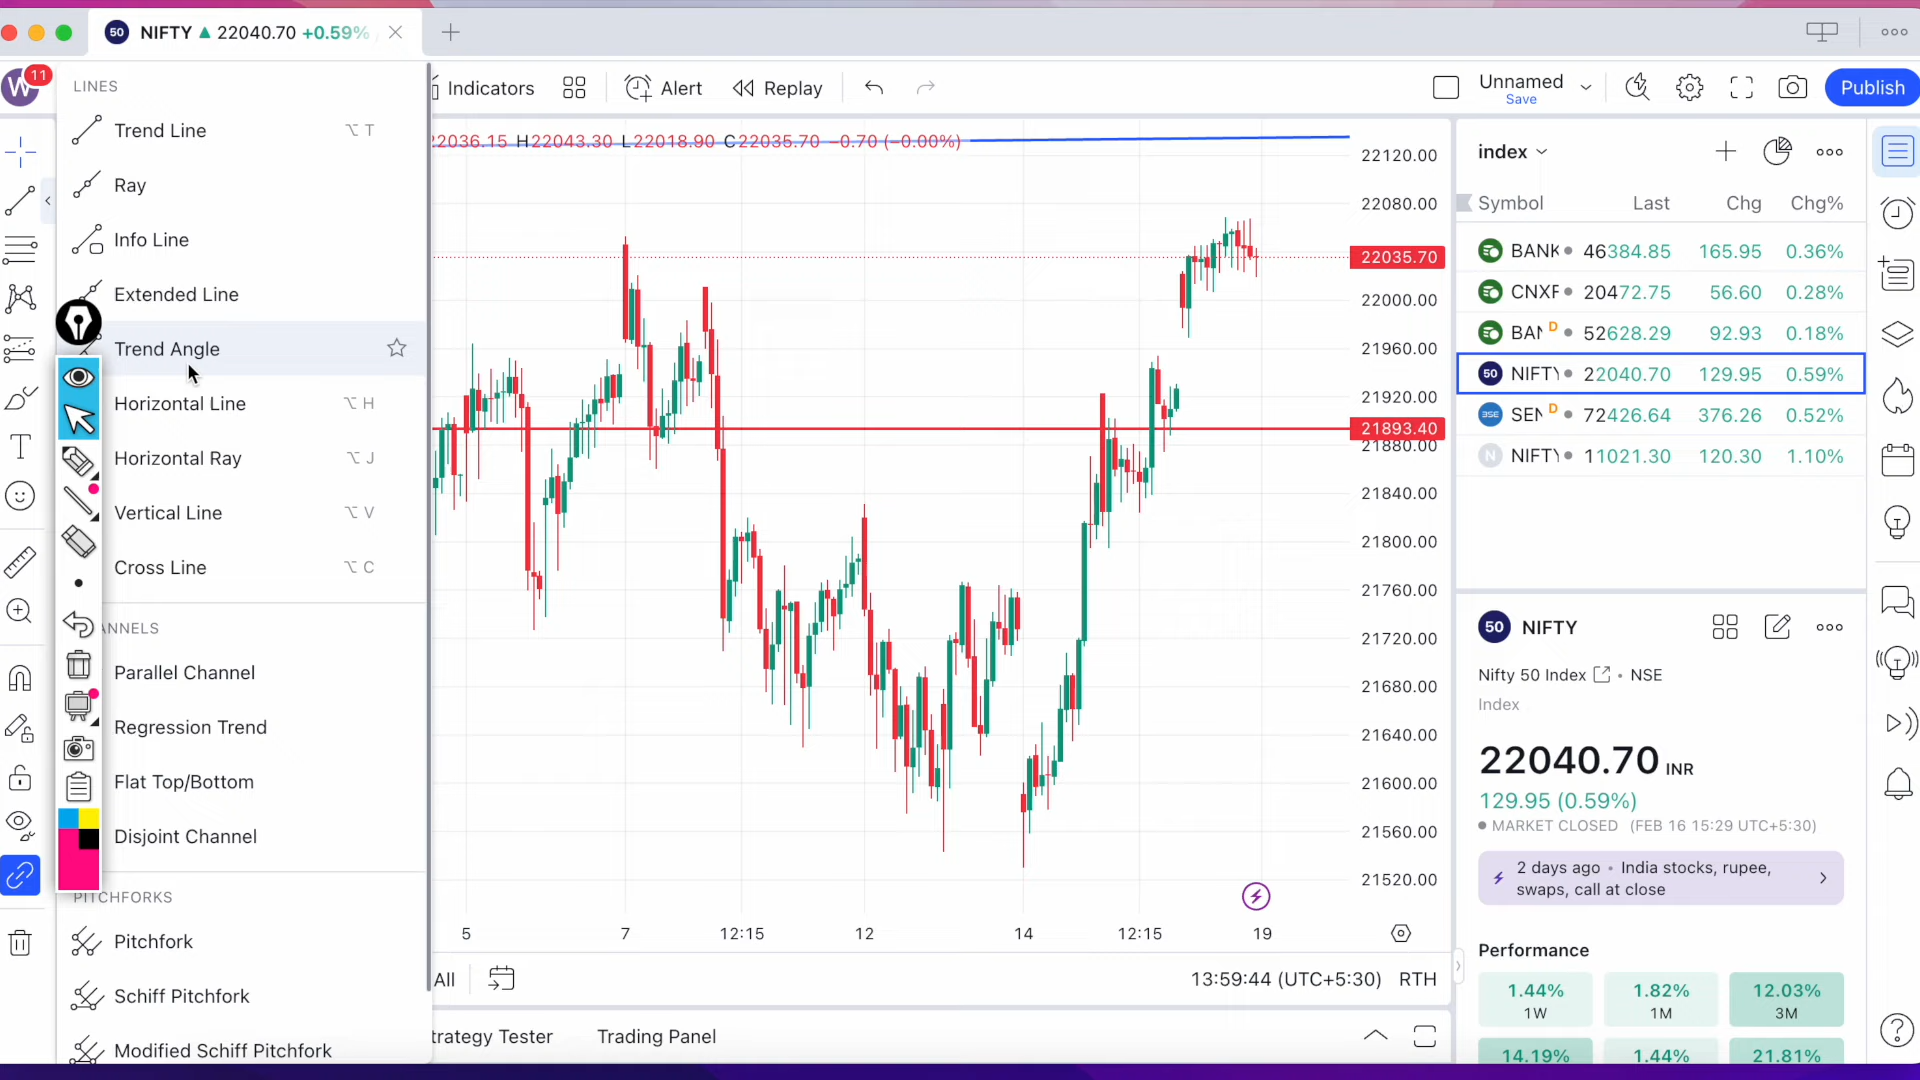 50 NIFTY ▲ 22040.70 +0.59%
W 11
Indicators
Alert
Replay
Unnamed
Save
Publish
LINES
Trend Line ⌥ T
Ray
Info Line
Extended Line
Trend Angle
Horizontal Line ⌥ H
Horizontal Ray ⌥ J
Vertical Line ⌥ V
Cross Line ⌥ C
ANNELS
Parallel Channel
Regression Trend
Flat Top/Bottom
Disjoint Channel
PITCHFORKS
Pitchfork
Schiff Pitchfork
Modified Schiff Pitchfork
22036.15 H22043.30 L22018.90 C22035.70 −0.70 (−0.00%)
22120.00
22080.00
22035.70
22000.00
21960.00
21920.00
21893.40
21880.00
21840.00
21800.00
21760.00
21720.00
21680.00
21640.00
21600.00
21560.00
21520.00
5 7 12:15 12 14 12:15 19
All
13:59:44 (UTC+5:30) RTH
trategy Tester Trading Panel
index
Symbol Last Chg Chg%
BANK 46384.85 165.95 0.36%
CNXF 20472.75 56.60 0.28%
BAN D 52628.29 92.93 0.18%
50 NIFTY 22040.70 129.95 0.59%
BSE SEN D 72426.64 376.26 0.52%
N NIFTY 11021.30 120.30 1.10%
50 NIFTY
Nifty 50 Index • NSE
Index
22040.70 INR
129.95 (0.59%)
MARKET CLOSED (FEB 16 15:29 UTC+5:30)
2 days ago • India stocks, rupee,
swaps, call at close
Performance
1.44% 1.82% 12.03%
1W 1M 3M
14.19% 1.44% 21.81%